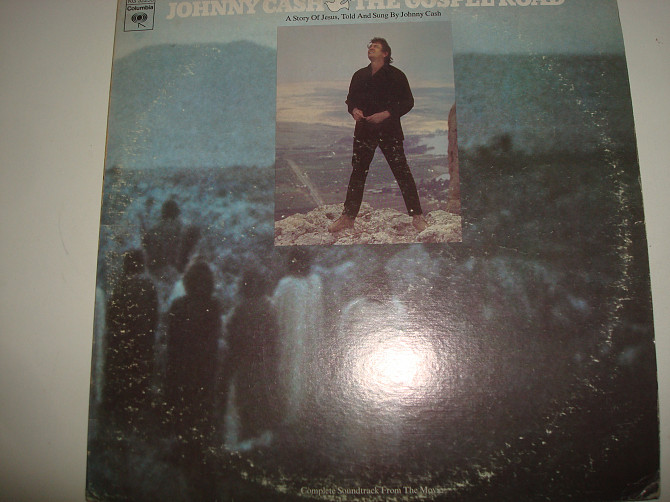 Columbia
JOHNNY CASH THE GOSPEL ROAD
A Story Of Jesus, Told And Sung By Johnny Cash
Complete Soundtrack From The Movie